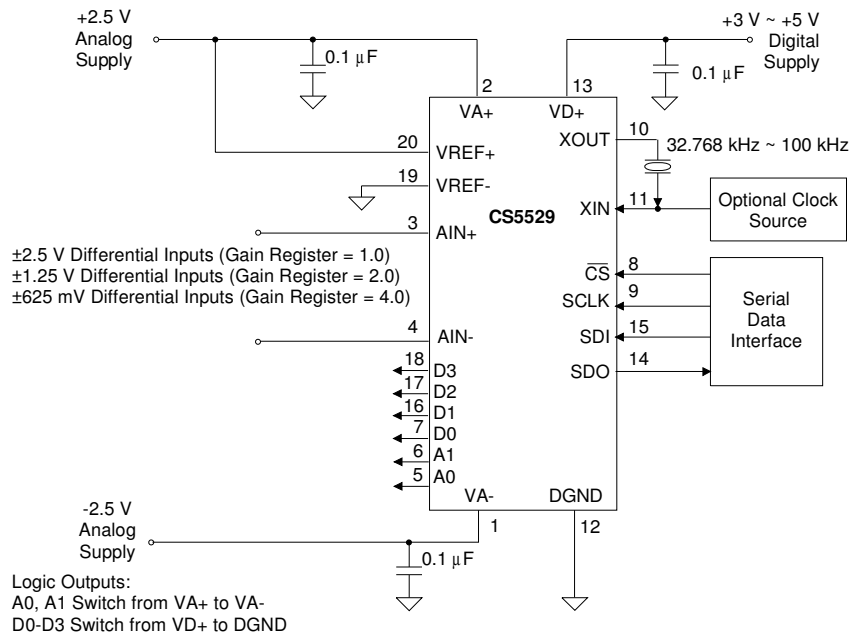 +2.5 V
Analog
Supply
0.1 µF
2
VA+
13
VD+
+3 V ~ +5 V
Digital
Supply
0.1 µF
20
VREF+
19
VREF-
3
AIN+
±2.5 V Differential Inputs (Gain Register = 1.0)
±1.25 V Differential Inputs (Gain Register = 2.0)
±625 mV Differential Inputs (Gain Register = 4.0)
4
AIN-
18
D3
17
D2
16
D1
7
D0
6
A1
5
A0
CS5529
XOUT
10
32.768 kHz ~ 100 kHz
XIN
11
Optional Clock
Source
CS
8
SCLK
9
SDI
15
SDO
14
Serial
Data
Interface
VA-
1
DGND
12
-2.5 V
Analog
Supply
0.1 µF
Logic Outputs:
A0, A1 Switch from VA+ to VA-
D0-D3 Switch from VD+ to DGND